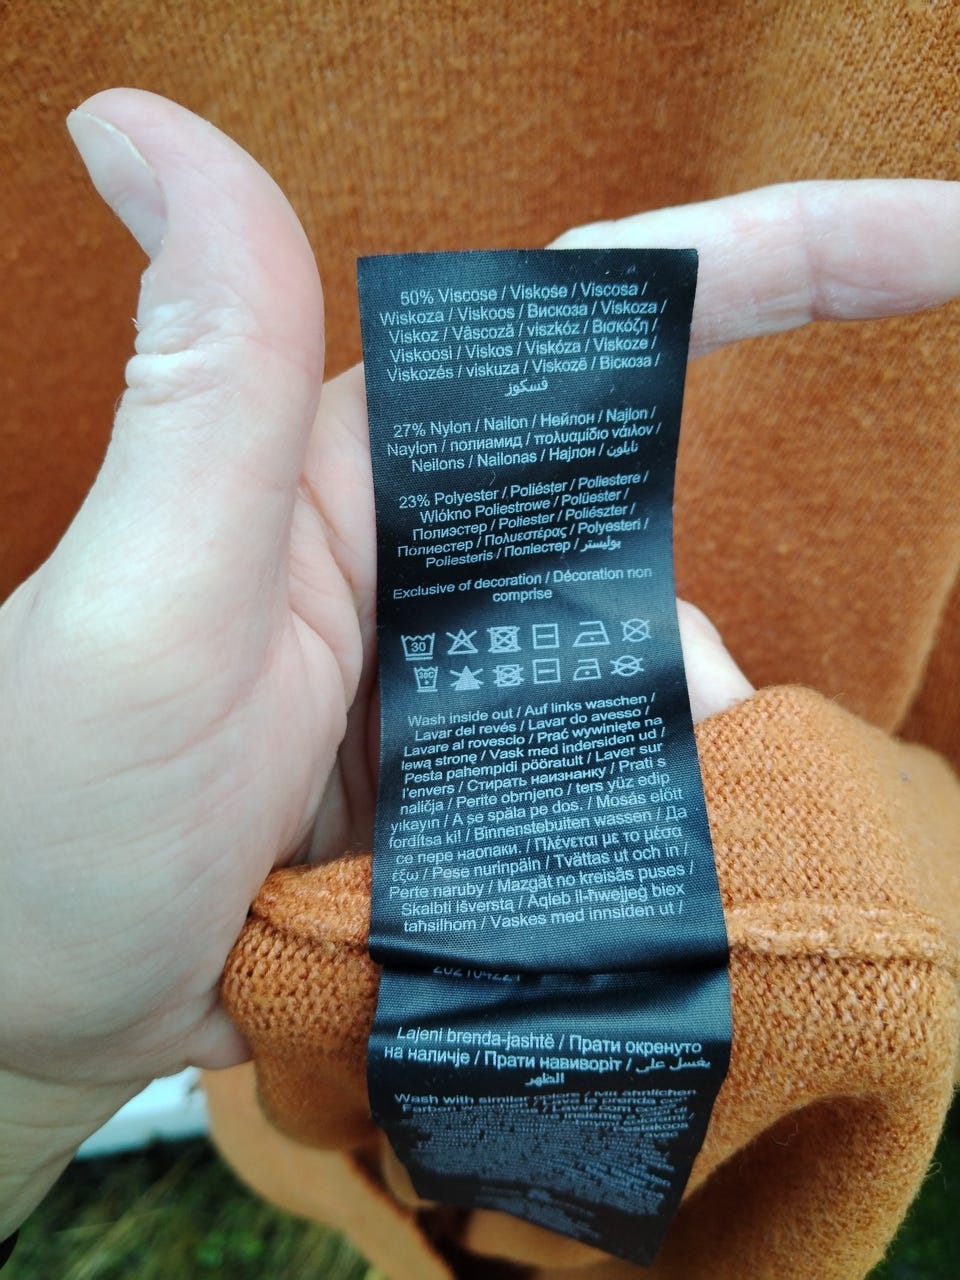 50% Viscose / Viskose / Viscosa /
Wiskoza / Viskoos / Вискоза / Viskoza /
Viskoz / Vâscoză / viszkóz / Βισκόζη /
Viskoosi / Viskos / Viskóza / Viskoze /
Viskozės / viskuza / Viskozë / Віскоза /
فسكوز
27% Nylon / Nailon / Нейлон / Najlon /
Naylon / полиамид / πολυαμίδιο νάιλον /
Neilons / Nailonas / Најлон / نايلون
23% Polyester / Poliéster / Poliestere /
Włókno Poliestrowe / Polüester /
Полиэстер / Poliester / Poliészter /
Полиестер / Πολυεστέρας / Polyesteri /
Poliesteris / Поліестер / بوليستر
Exclusive of decoration / Décoration non
comprise
30
30C
Wash inside out / Auf links waschen /
Lavar del revés / Lavar do avesso /
Lavare al rovescio / Prać wywinięte na
lewą stronę / Vask med indersiden ud /
Pesta pahempidi pööratult / Laver sur
l'envers / Стирать наизнанку / Prati s
naličja / Perite obrnjeno / ters yüz edip
yıkayın / A se spăla pe dos. / Mosás előtt
fordítsa ki! / Binnenstebuiten wassen / Да
се пере наопаки. / Πλένεται με το μέσα
έξω / Pese nurinpäin / Tvättas ut och in /
Perte naruby / Mazgāt no kreisās puses /
Skalbti išverstą / Aqleb il-ħwejjeġ biex
taħsilhom / Vaskes med innsiden ut /
Lajeni brenda-jashtë / Прати окренуто
на наличје / Прати навиворіт / يغسل على
الظهر
Wash with similar